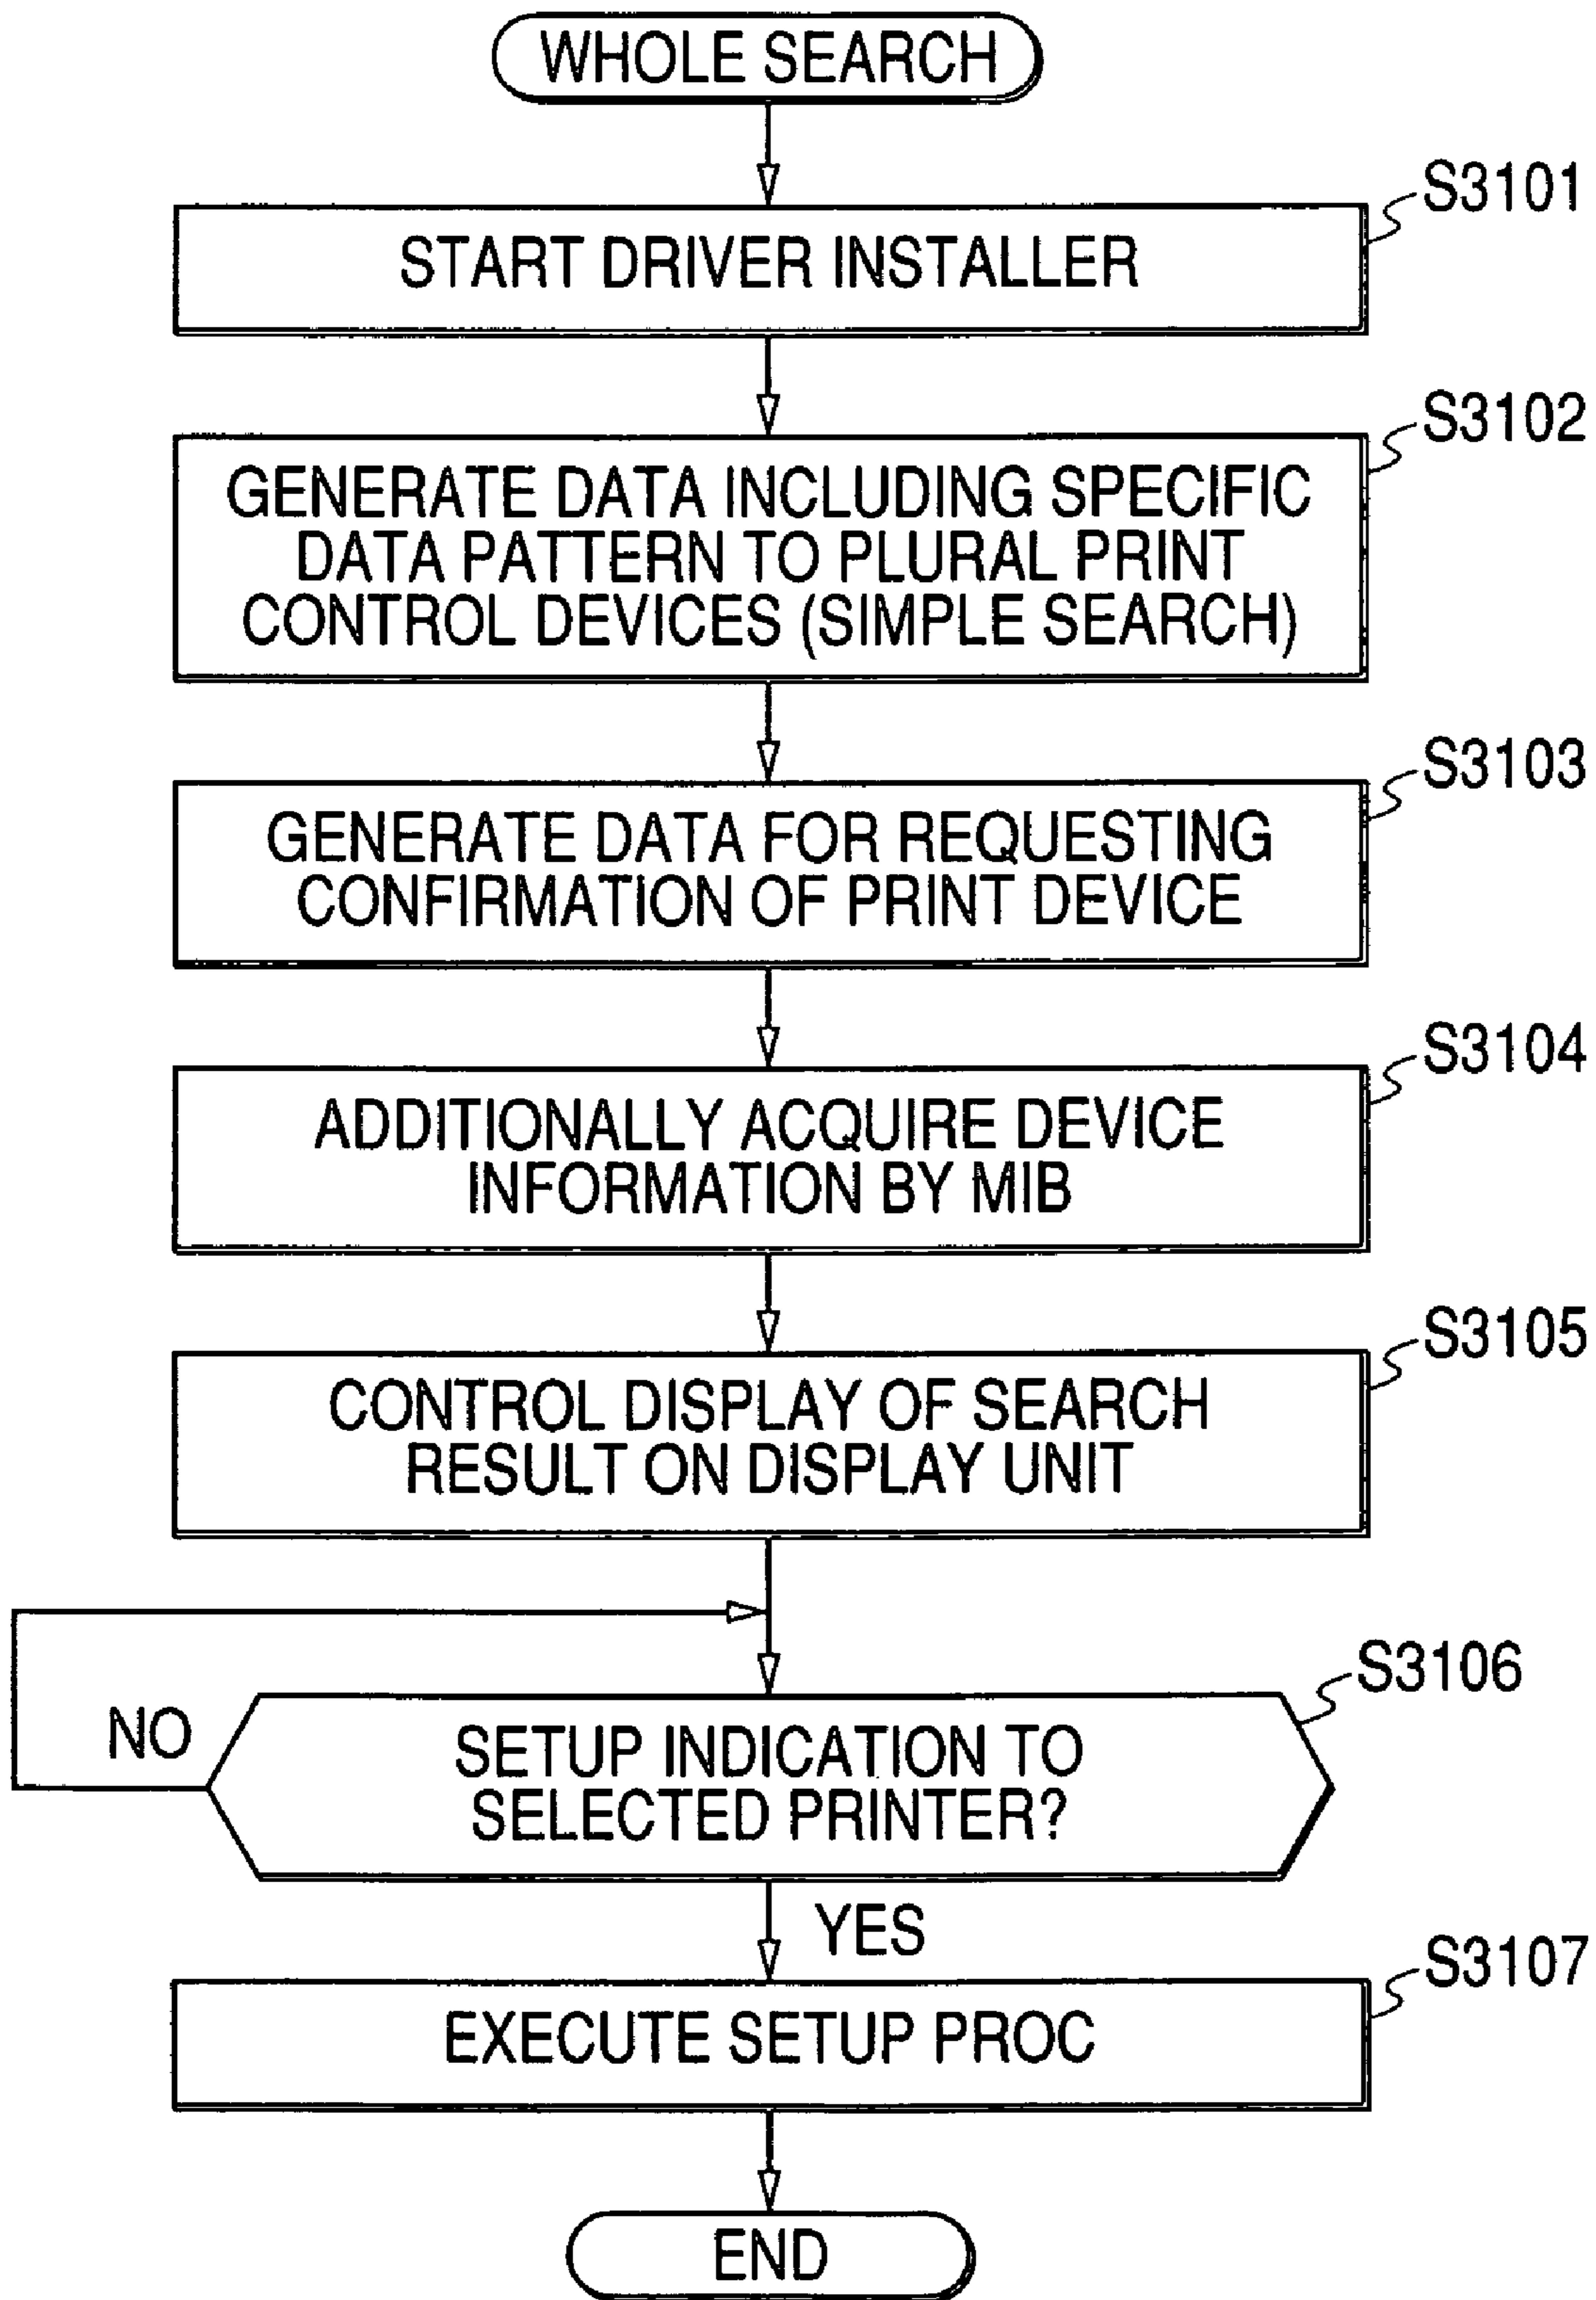 WHOLE SEARCH
S3101
START DRIVER INSTALLER
S3102
GENERATE DATA INCLUDING SPECIFIC
DATA PATTERN TO PLURAL PRINT
CONTROL DEVICES (SIMPLE SEARCH)
S3103
GENERATE DATA FOR REQUESTING
CONFIRMATION OF PRINT DEVICE
S3104
ADDITIONALLY ACQUIRE DEVICE
INFORMATION BY MIB
S3105
CONTROL DISPLAY OF SEARCH
RESULT ON DISPLAY UNIT
S3106
NO
SETUP INDICATION TO
SELECTED PRINTER?
YES
S3107
EXECUTE SETUP PROC
END